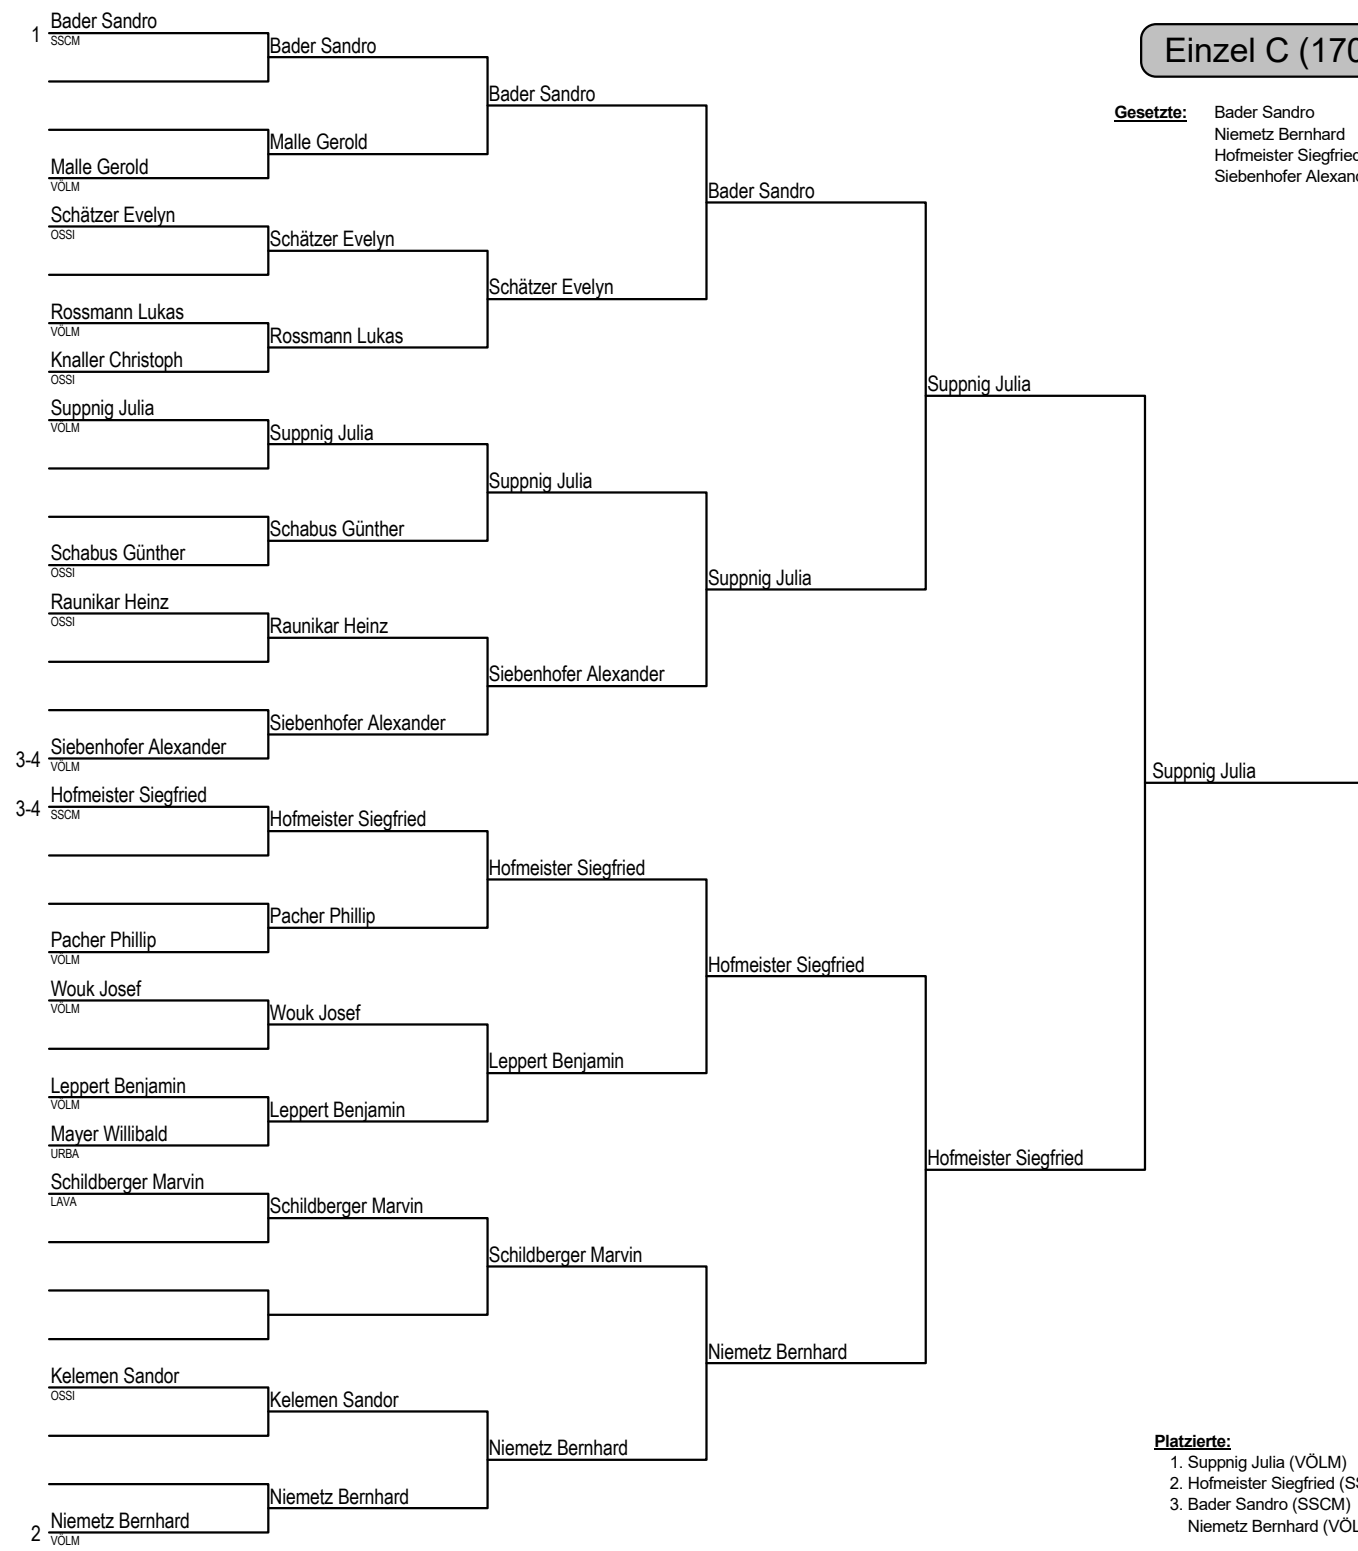 Einzel C (170
Gesetzte: Bader Sandro
Niemetz Bernhard
Hofmeister Siegfried
Siebenhofer Alexand
1 Bader Sandro
SSCM
Malle Gerold
VÖLM
Schätzer Evelyn
OSSI
Rossmann Lukas
VÖLM
Knaller Christoph
OSSI
Suppnig Julia
VÖLM
Schabus Günther
OSSI
Raunikar Heinz
OSSI
3-4 Siebenhofer Alexander
VÖLM
3-4 Hofmeister Siegfried
SSCM
Pacher Phillip
VÖLM
Wouk Josef
VÖLM
Leppert Benjamin
VÖLM
Mayer Willibald
URBA
Schildberger Marvin
LAVA
Kelemen Sandor
OSSI
2 Niemetz Bernhard
VÖLM
Bader Sandro
Malle Gerold
Schätzer Evelyn
Rossmann Lukas
Suppnig Julia
Schabus Günther
Raunikar Heinz
Siebenhofer Alexander
Hofmeister Siegfried
Pacher Phillip
Wouk Josef
Leppert Benjamin
Schildberger Marvin
Kelemen Sandor
Niemetz Bernhard
Bader Sandro
Schätzer Evelyn
Suppnig Julia
Siebenhofer Alexander
Hofmeister Siegfried
Leppert Benjamin
Schildberger Marvin
Niemetz Bernhard
Bader Sandro
Suppnig Julia
Hofmeister Siegfried
Niemetz Bernhard
Suppnig Julia
Hofmeister Siegfried
Suppnig Julia
Platzierte:
1. Suppnig Julia (VÖLM)
2. Hofmeister Siegfried (SS
3. Bader Sandro (SSCM)
Niemetz Bernhard (VÖL